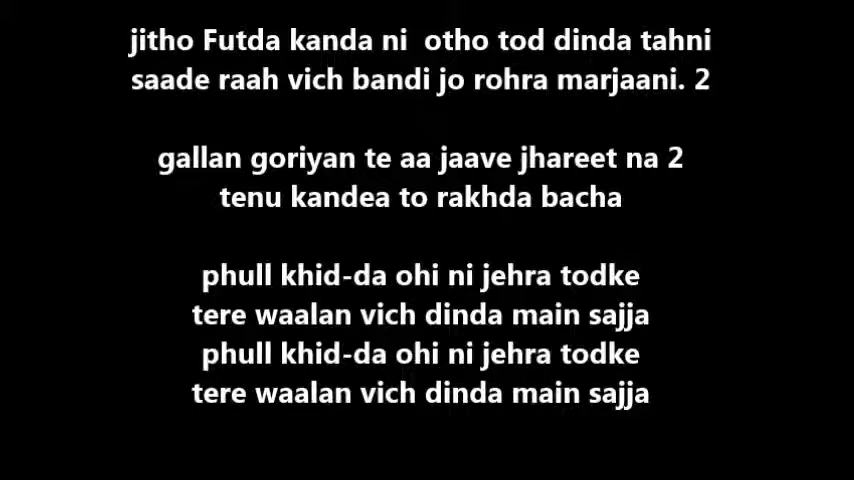 jitho Futda kanda ni  otho tod dinda tahni
saade raah vich bandi jo rohra marjaani. 2
gallan goriyan te aa jaave jhareet na 2
tenu kandea to rakhda bacha
phull khid-da ohi ni jehra todke
tere waalan vich dinda main sajja
phull khid-da ohi ni jehra todke
tere waalan vich dinda main sajja